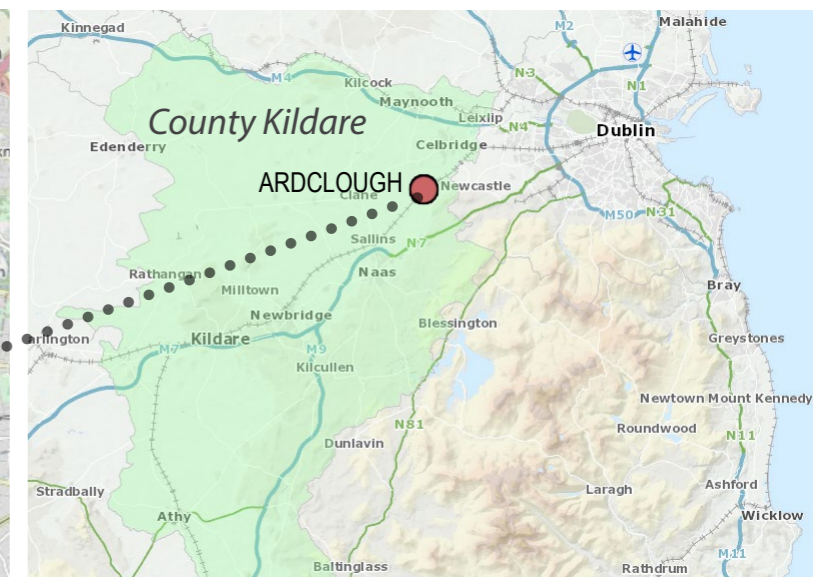 Kinnegad
M2
Malahide
M4
Kilcock
N3
N1
Maynooth
Leixlip
N4
Dublin
County Kildare
Edenderry
Celbridge
ARDCLOUGH
Newcastle
Clane
M50
N31
Sallins
N7
Naas
Rathangan
Milltown
Bray
Newbridge
Blessington
arlington
Kildare
M7
M9
Greystones
Kilcullen
Newtown Mount Kennedy
N81
Roundwood
N11
Dunlavin
Stradbally
Laragh
Ashford
Athy
Wicklow
M11
Baltinglass
Rathdrum